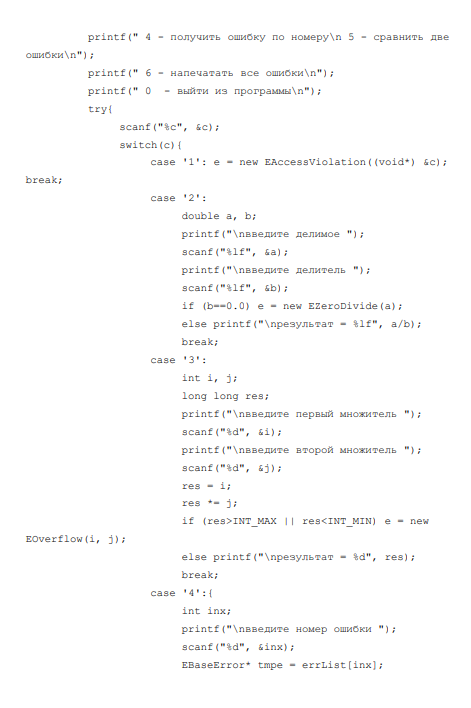 printf(" 4 - получить ошибку по номеру\n 5 - сравнить две
ошибки\n");
printf(" 6 - напечатать все ошибки\n");
printf(" 0  - выйти из программы\n");
try{
scanf("%c", &c);
switch(c){
case '1': e = new EAccessViolation((void*) &c);
break;
case '2':
double a, b;
printf("\nвведите делимое ");
scanf("%lf", &a);
printf("\nвведите делитель ");
scanf("%lf", &b);
if (b==0.0) e = new EZeroDivide(a);
else printf("\nрезультат = %lf", a/b);
break;
case '3':
int i, j;
long long res;
printf("\nвведите первый множитель ");
scanf("%d", &i);
printf("\nвведите второй множитель ");
scanf("%d", &j);
res = i;
res *= j;
if (res>INT_MAX || res<INT_MIN) e = new
EOverflow(i, j);
else printf("\nрезультат = %d", res);
break;
case '4':{
int inx;
printf("\nвведите номер ошибки ");
scanf("%d", &inx);
EBaseError* tmpe = errList[inx];